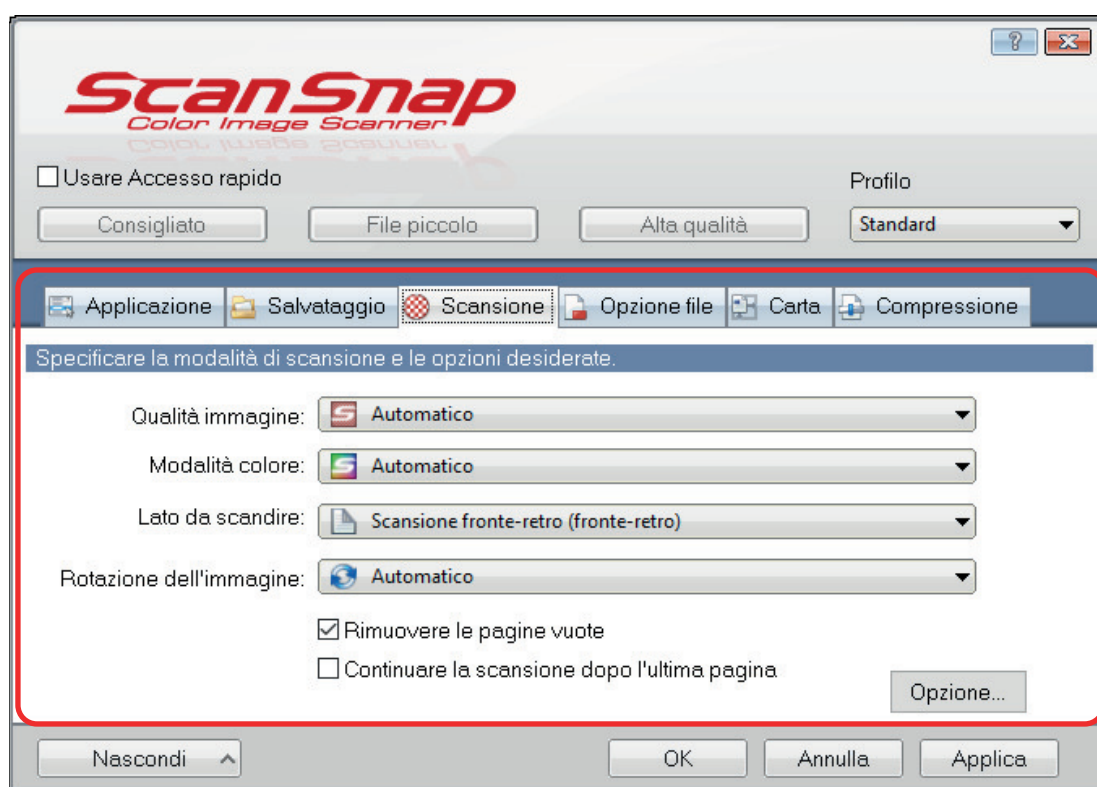 ScanSnap
Color Image Scanner
Usare Accesso rapido
Profilo
Consigliato File piccolo Alta qualità Standard
Applicazione Salvataggio Scansione Opzione file Carta Compressione
Specificare la modalità di scansione e le opzioni desiderate.
Qualità immagine: Automatico
Modalità colore: Automatico
Lato da scandire: Scansione fronte-retro (fronte-retro)
Rotazione dell'immagine: Automatico
Rimuovere le pagine vuote
Continuare la scansione dopo l'ultima pagina
Opzione...
Nascondi OK Annulla Applica